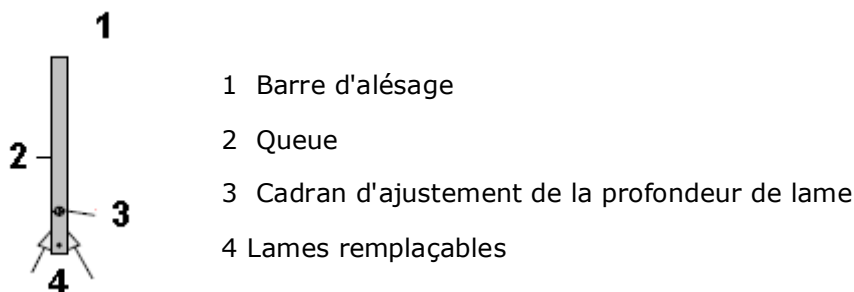 1
1 Barre d'alésage
2 Queue
2
3 Cadran d'ajustement de la profondeur de lame
3
4 Lames remplaçables
4